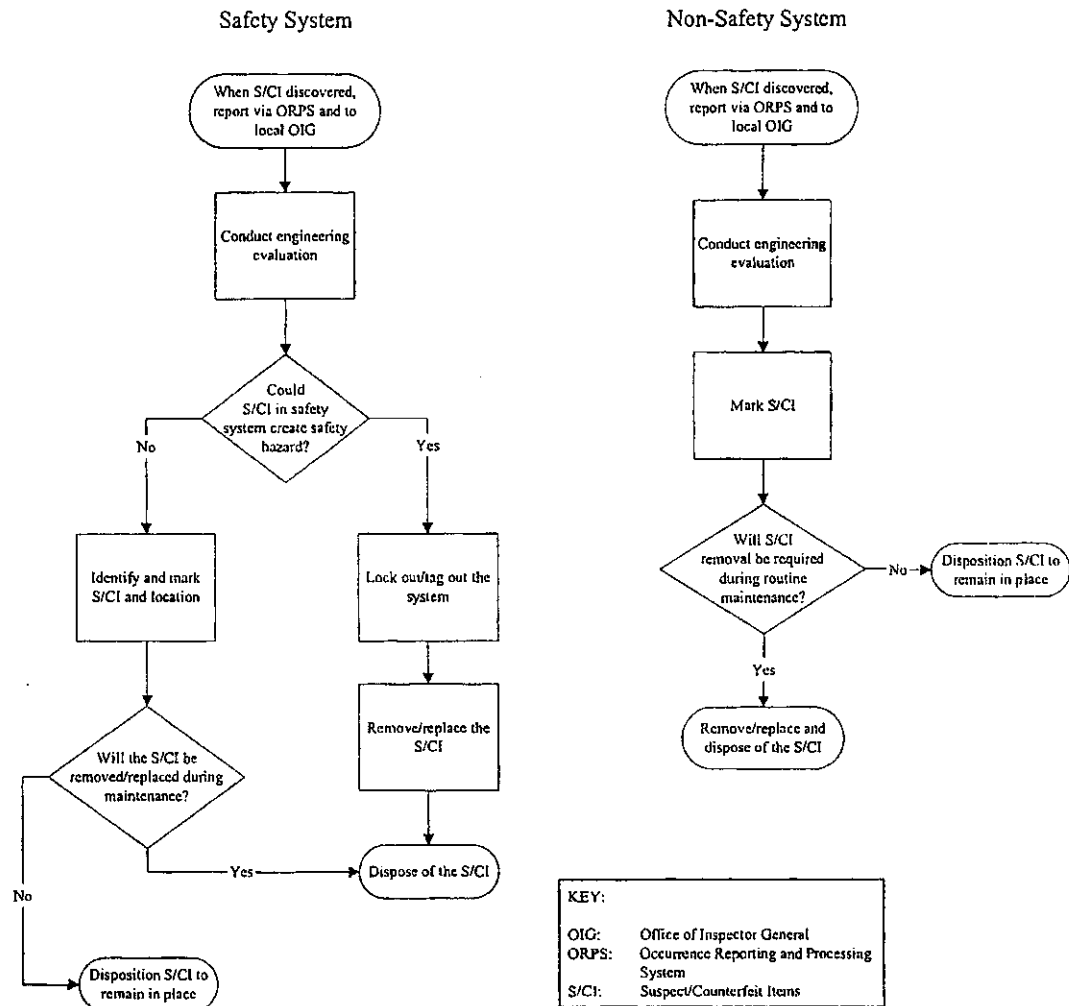 Safety System
When S/CI discovered,
report via ORPS and to
local OIG
Conduct engineering
evaluation
Could
S/CI in safety
system create safety
hazard?
No
Yes
Identify and mark
S/CI and location
Lock out/tag out the
system
Remove/replace the
S/CI
Will the S/CI be
removed/replaced during
maintenance?
Yes
Dispose of the S/CI
No
Disposition S/CI to
remain in place
Non-Safety System
When S/CI discovered,
report via ORPS and to
local OIG
Conduct engineering
evaluation
Mark S/CI
Will S/CI
removal be required
during routine
maintenance?
No
Disposition S/CI to
remain in place
Yes
Remove/replace and
dispose of the S/CI
KEY:
OIG: Office of Inspector General
ORPS: Occurrence Reporting and Processing
System
S/CI: Suspect/Counterfeit Items